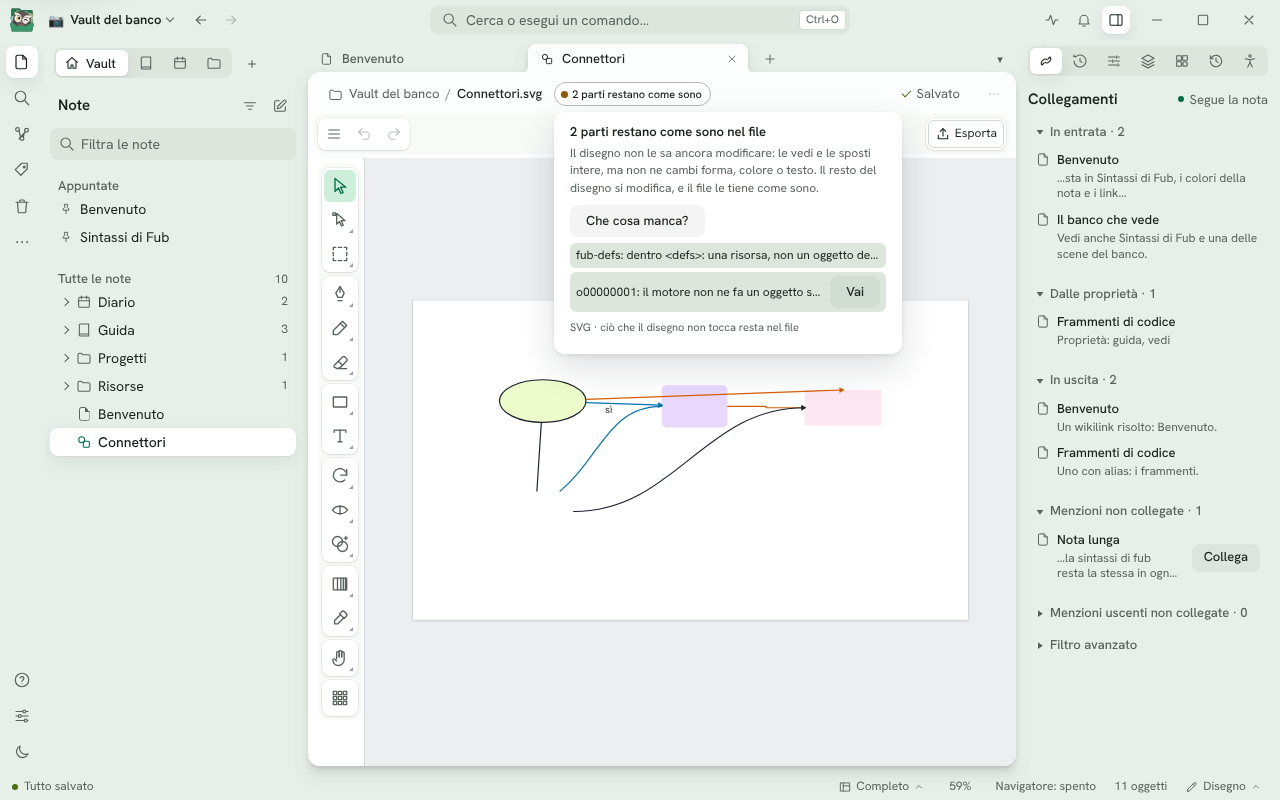 Vault del banco
Cerca o esegui un comando...
Ctrl+O
Vault
Note
Filtra le note
Appuntate
Benvenuto
Sintassi di Fub
Tutte le note 10
Diario 2
Guida 3
Progetti 1
Risorse 1
Benvenuto
Connettori
Benvenuto
Connettori
Vault del banco / Connettori.svg
2 parti restano come sono
Salvato
Esporta
2 parti restano come sono nel file
Il disegno non le sa ancora modificare: le vedi e le sposti
intere, ma non ne cambi forma, colore o testo. Il resto del
disegno si modifica, e il file le tiene come sono.
Che cosa manca?
fub-defs: dentro <defs>: una risorsa, non un oggetto de...
o00000001: il motore non ne fa un oggetto s...
Vai
SVG · ciò che il disegno non tocca resta nel file
sì
Collegamenti
Segue la nota
In entrata · 2
Benvenuto
...sta in Sintassi di Fub, i colori della
nota e i link...
Il banco che vede
Vedi anche Sintassi di Fub e una delle
scene del banco.
Dalle proprietà · 1
Frammenti di codice
Proprietà: guida, vedi
In uscita · 2
Benvenuto
Un wikilink risolto: Benvenuto.
Frammenti di codice
Uno con alias: i frammenti.
Menzioni non collegate · 1
Nota lunga
...la sintassi di fub
resta la stessa in ogn...
Collega
Menzioni uscenti non collegate · 0
Filtro avanzato
Tutto salvato
Completo
59%
Navigatore: spento
11 oggetti
Disegno